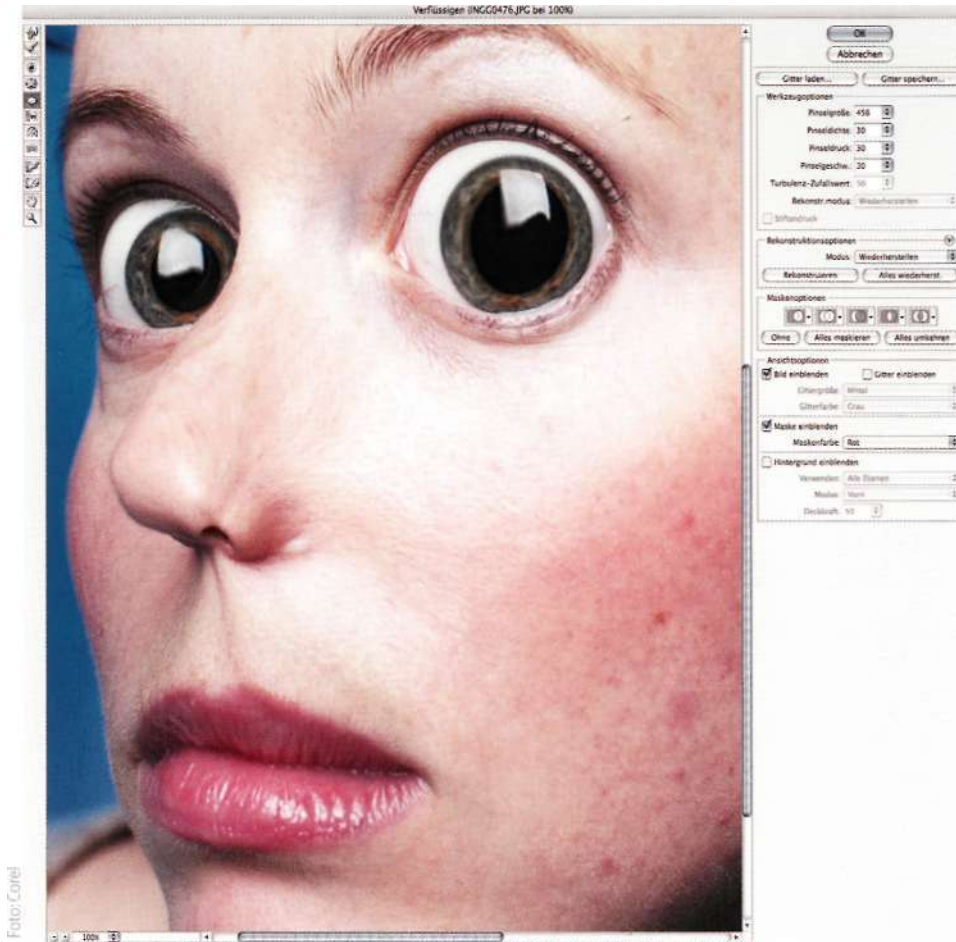 Verflüssigen (INGG0476.JPG bei 100%)
OK
Abbrechen
Gitter laden...
Gitter speichern...
Werkzeugoptionen
Pinselgröße: 456
Pinseldichte: 30
Pinseldruck: 30
Pinselgeschw.: 30
Turbulenz-Zufallswert: 50
Rekonstr.modus: Wiederherstellen
Stiftandruck
Rekonstruktionsoptionen
Modus: Wiederherstellen
Rekonstruieren
Alles wiederherst.
Maskenoptionen
Ohne
Alles maskieren
Alles umkehren
Ansichtsoptionen
Bild einblenden
Gitter einblenden
Gittergröße: Mittel
Gitterfarbe: Grau
Maske einblenden
Maskenfarbe: Rot
Hintergrund einblenden
Verwenden: Alle Ebenen
Modus: Vorn
Deckkraft: 50
100%
Foto: Corel